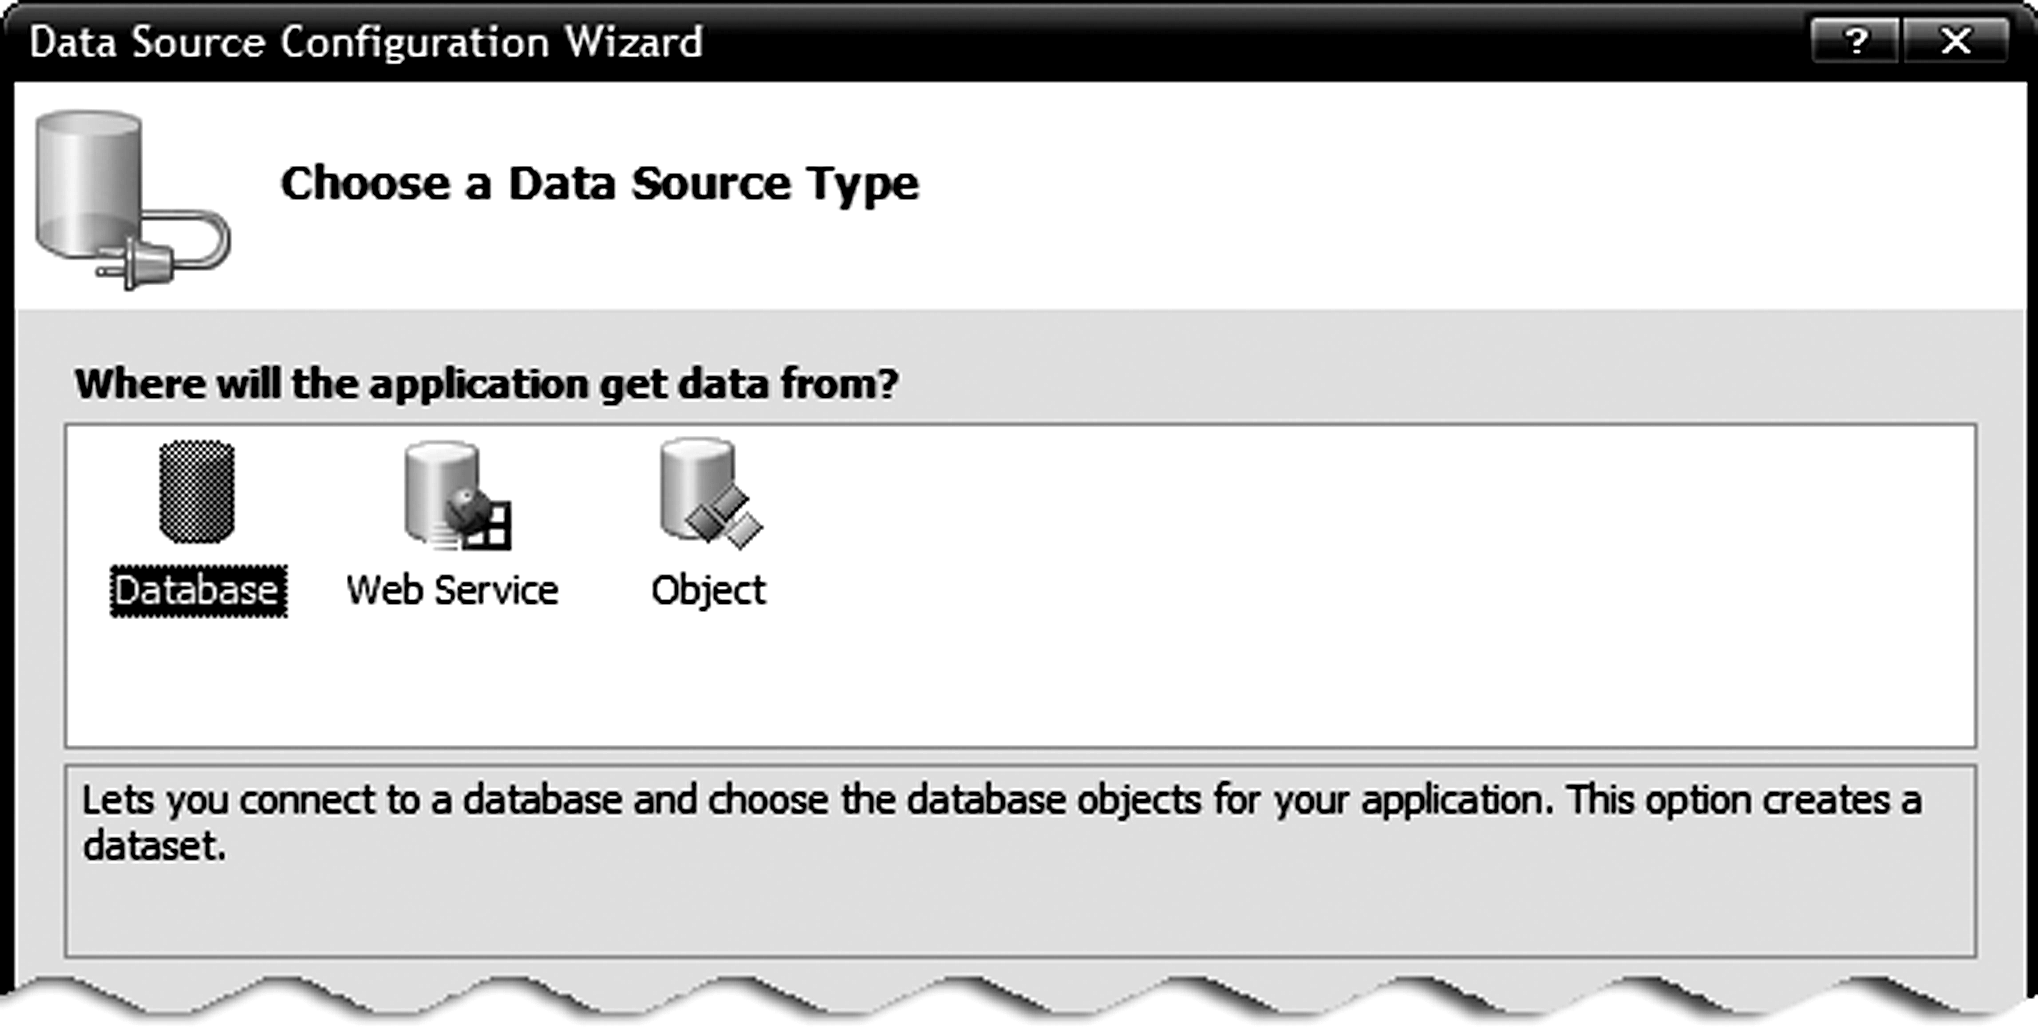 Data Source Configuration Wizard
Choose a Data Source Type
Where will the application get data from?
Database Web Service Object
Lets you connect to a database and choose the database objects for your application. This option creates a
dataset.